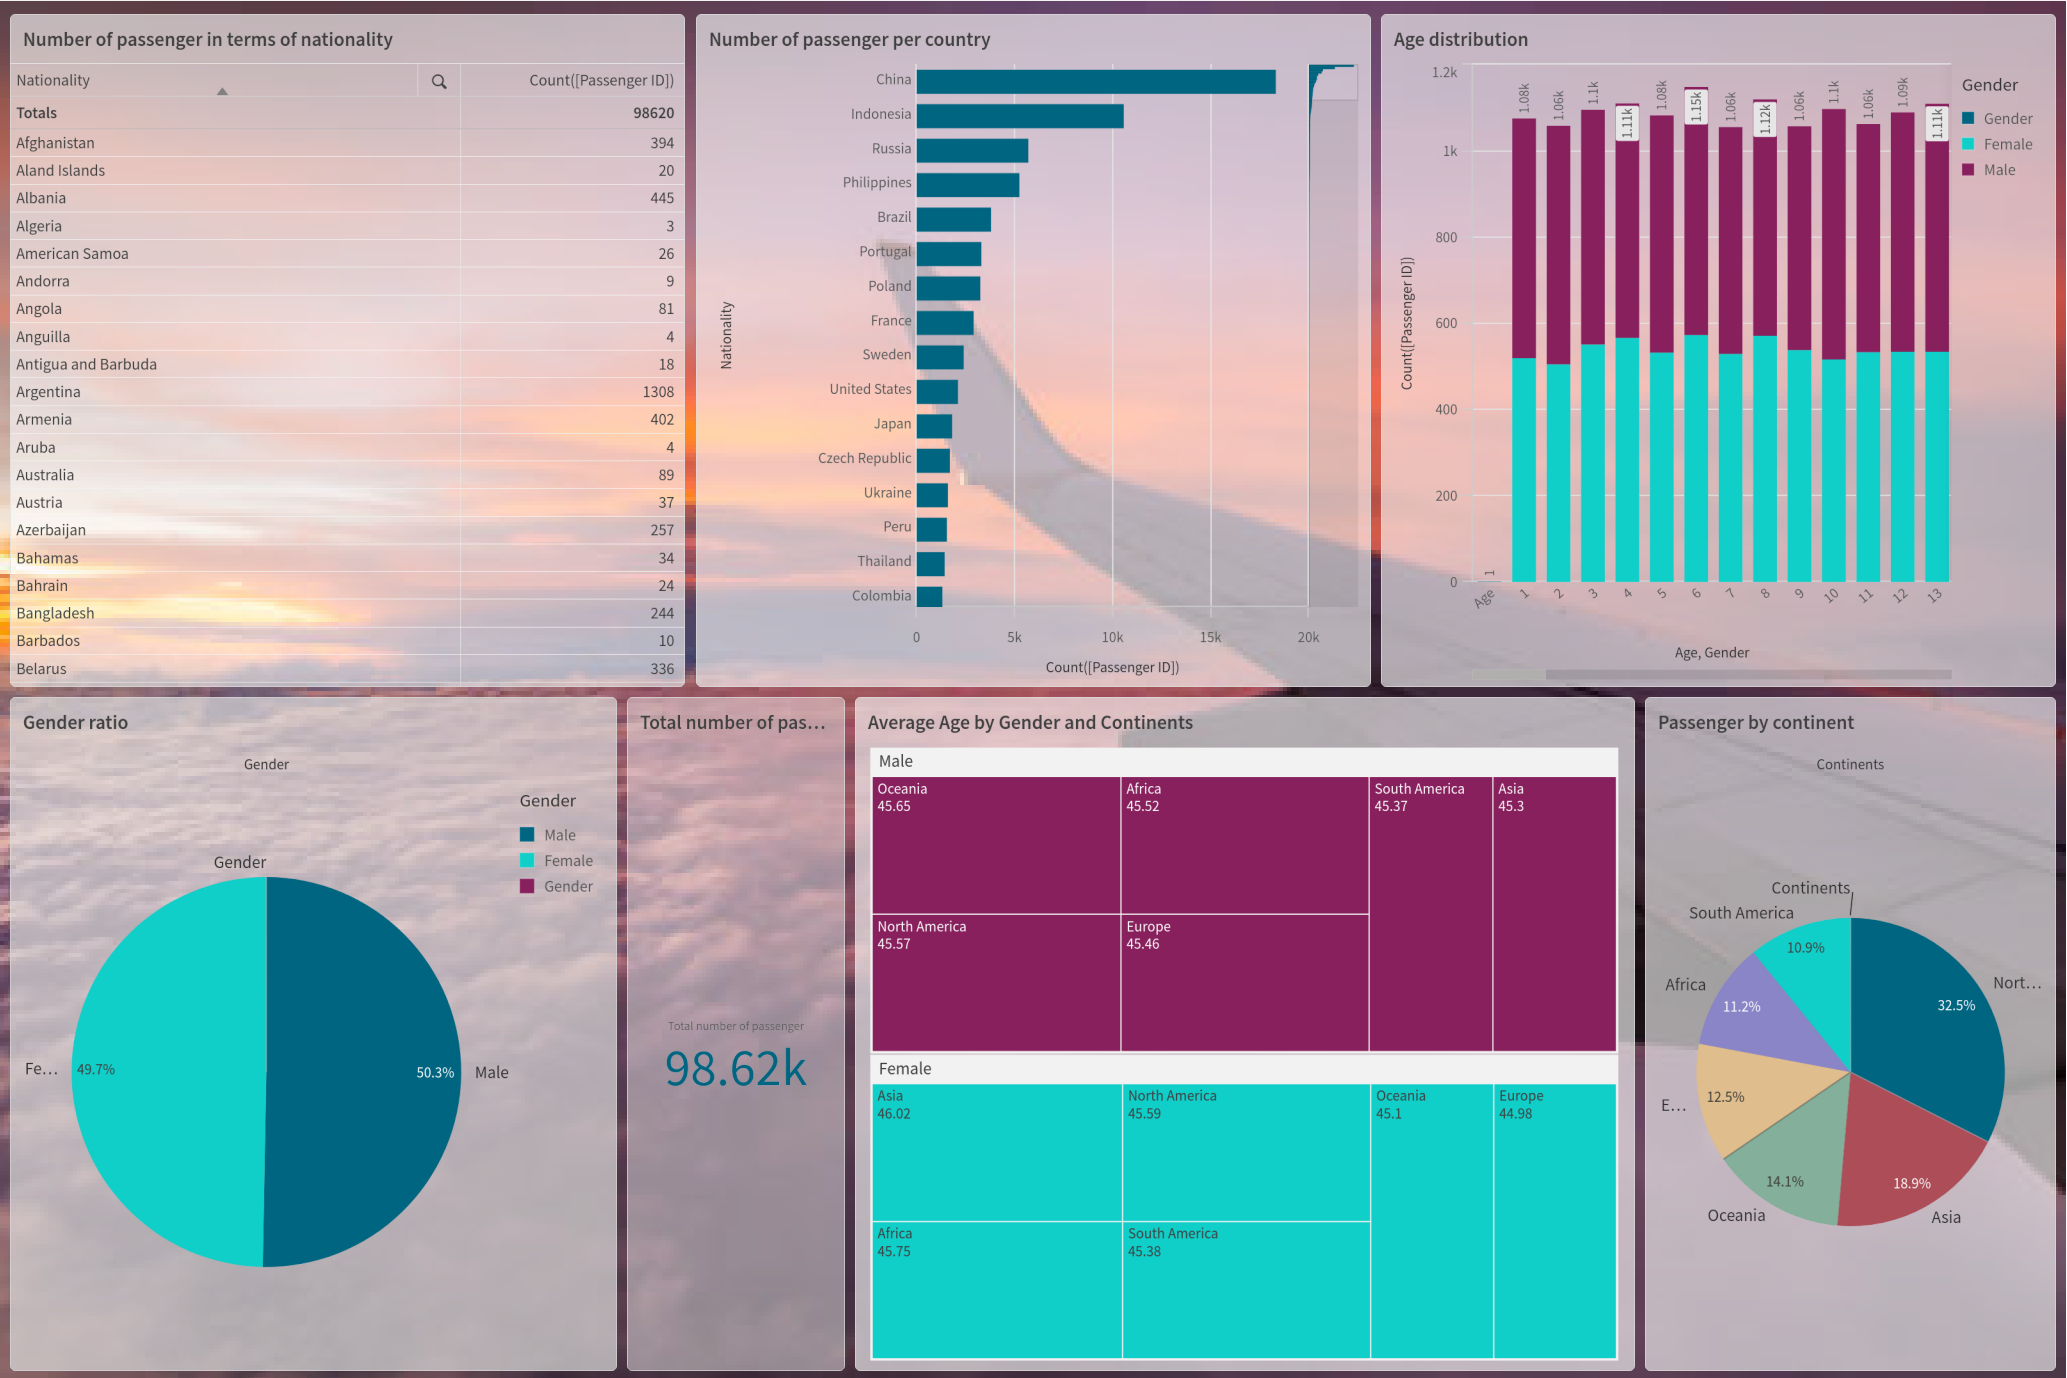 Number of passenger in terms of nationality
Nationality Count([Passenger ID])
Totals 98620
Afghanistan 394
Aland Islands 20
Albania 445
Algeria 3
American Samoa 26
Andorra 9
Angola 81
Anguilla 4
Antigua and Barbuda 18
Argentina 1308
Armenia 402
Aruba 4
Australia 89
Austria 37
Azerbaijan 257
Bahamas 34
Bahrain 24
Bangladesh 244
Barbados 10
Belarus 336
Number of passenger per country
Nationality
China
Indonesia
Russia
Philippines
Brazil
Portugal
Poland
France
Sweden
United States
Japan
Czech Republic
Ukraine
Peru
Thailand
Colombia
0 5k 10k 15k 20k
Count([Passenger ID])
Age distribution
Count([Passenger ID])
1.2k
1k
800
600
400
200
0
1 1.08k 1.06k 1.1k 1.11k 1.08k 1.15k 1.06k 1.12k 1.06k 1.1k 1.06k 1.09k 1.11k
Age 1 2 3 4 5 6 7 8 9 10 11 12 13
Age, Gender
Gender
Gender
Female
Male
Gender ratio
Gender
Gender
Male
Female
Gender
Gender
Fe… 49.7% 50.3% Male
Total number of pas…
Total number of passenger
98.62k
Average Age by Gender and Continents
Male
Oceania Africa South America Asia
45.65 45.52 45.37 45.3
North America Europe
45.57 45.46
Female
Asia North America Oceania Europe
46.02 45.59 45.1 44.98
Africa South America
45.75 45.38
Passenger by continent
Continents
Continents
South America
10.9%
Africa 11.2%
Nort…
32.5%
E… 12.5%
14.1%
18.9%
Oceania
Asia